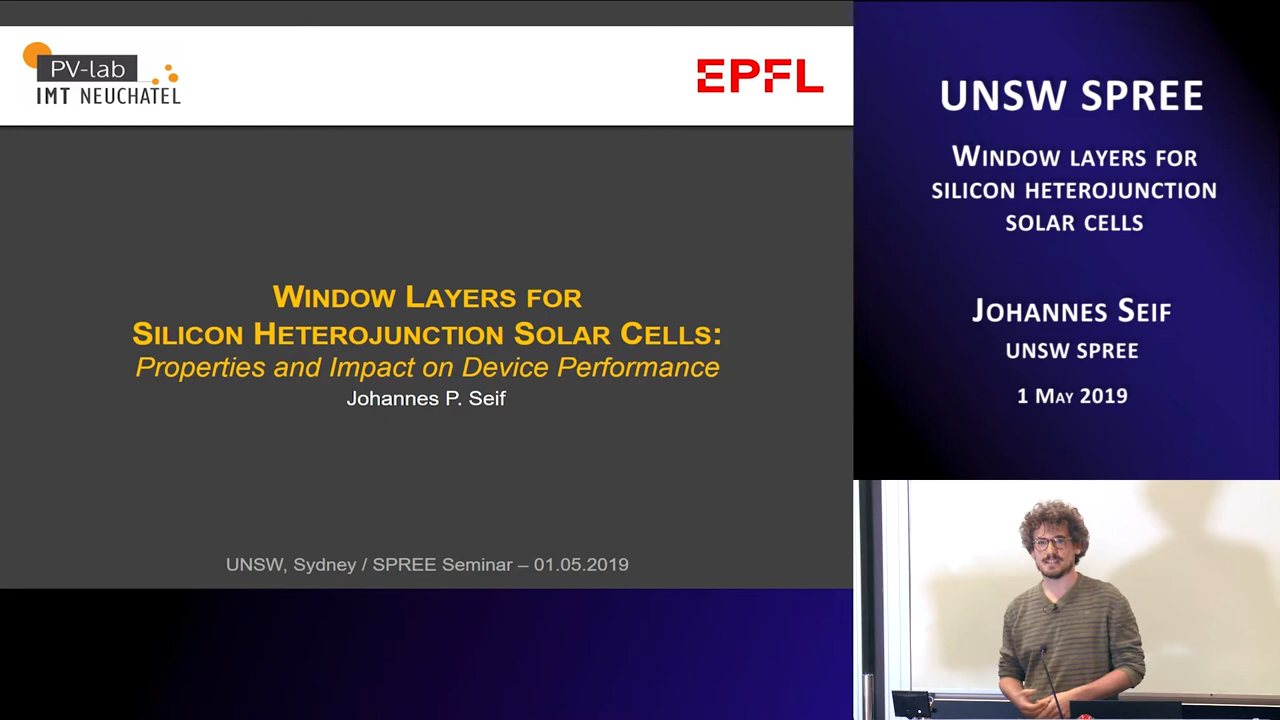 PV-lab
IMT NEUCHATEL
EPFL
WINDOW LAYERS FOR
SILICON HETEROJUNCTION SOLAR CELLS:
Properties and Impact on Device Performance
Johannes P. Seif
UNSW, Sydney / SPREE Seminar – 01.05.2019
UNSW SPREE
WINDOW LAYERS FOR
SILICON HETEROJUNCTION
SOLAR CELLS
JOHANNES SEIF
UNSW SPREE
1 MAY 2019